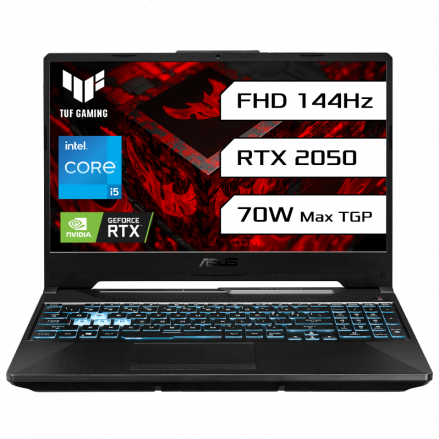 TUF GAMING
FHD 144Hz
intel.
CORE
i5
RTX 2050
NVIDIA.
GEFORCE
RTX
70W Max TGP
ASUS